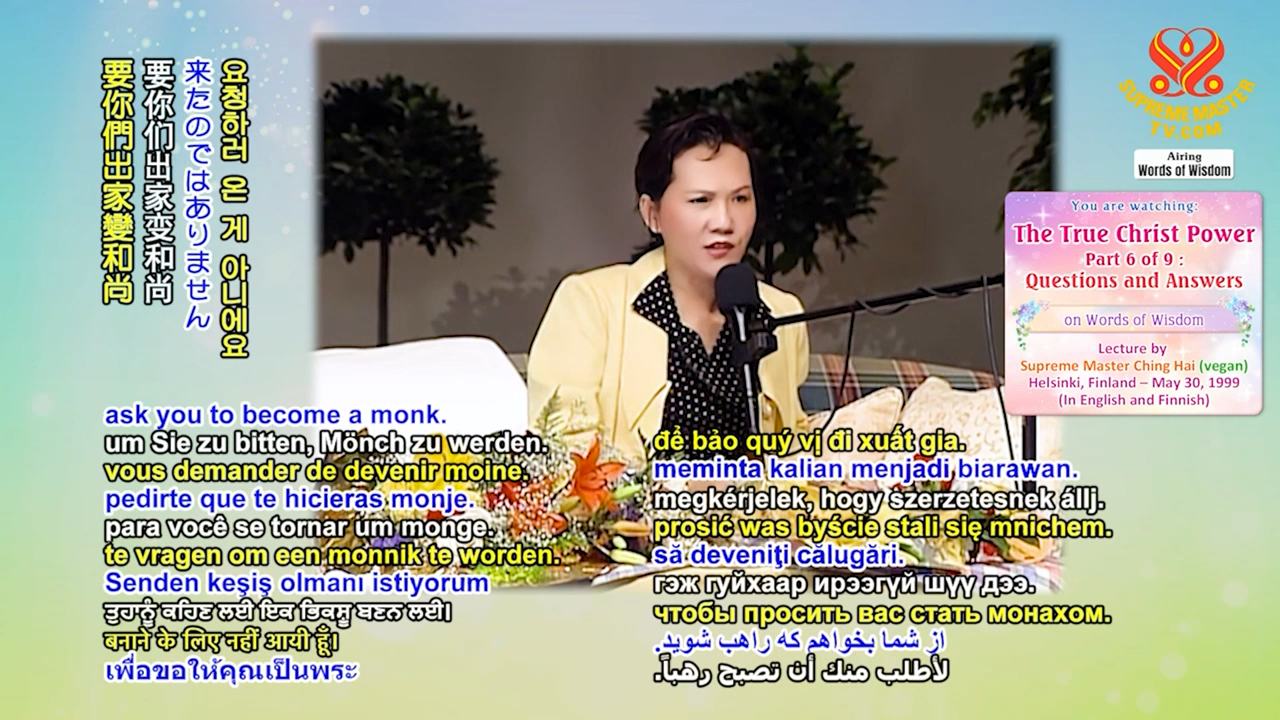 要你們出家變和尚
要你们出家变和尚
来たのではありません
요청하러 온 게 아니에요
SUPREME MASTER
TV.COM
Airing
Words of Wisdom
You are watching:
The True Christ Power
Part 6 of 9 :
Questions and Answers
on Words of Wisdom
Lecture by
Supreme Master Ching Hai (vegan)
Helsinki, Finland – May 30, 1999
(In English and Finnish)
ask you to become a monk.
um Sie zu bitten, Mönch zu werden.
vous demander de devenir moine.
pedirte que te hicieras monje.
para você se tornar um monge.
te vragen om een monnik te worden.
Senden keşiş olmanı istiyorum
ਤੁਹਾਨੂੰ ਕਹਿਣ ਲਈ ਇਕ ਭਿਕਸ਼ੂ ਬਣਨ ਲਈ।
बनाने के लिए नहीं आयी हूँ।
เพื่อขอให้คุณเป็นพระ
để bảo quý vị đi xuất gia.
meminta kalian menjadi biarawan.
megkérjelek, hogy szerzetesnek állj.
prosić was byście stali się mnichem.
să deveniţi călugări.
гэж гуйхаар ирээгүй шүү дээ.
чтобы просить вас стать монахом.
از شما بخواهم که راهب شوید.
لأطلب منك أن تصبح رهباً.